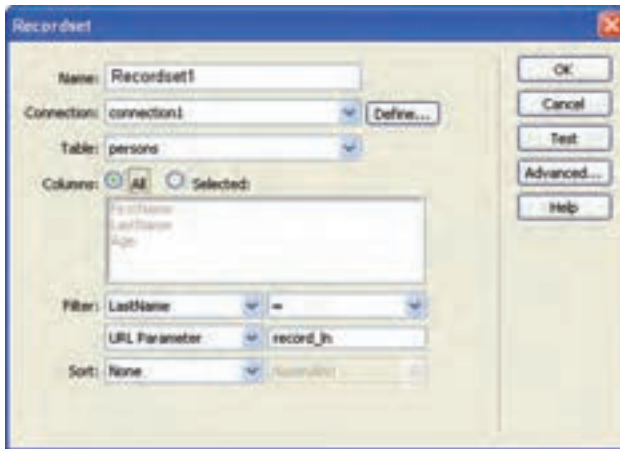 Recordset
Name: Recordset1
Connection: connection1 Define...
Table: persons
Columns: All Selected:
FirstName
LastName
Age
Filter: LastName =
URL Parameter record_ln
Sort: None Ascending
OK
Cancel
Test
Advanced...
Help